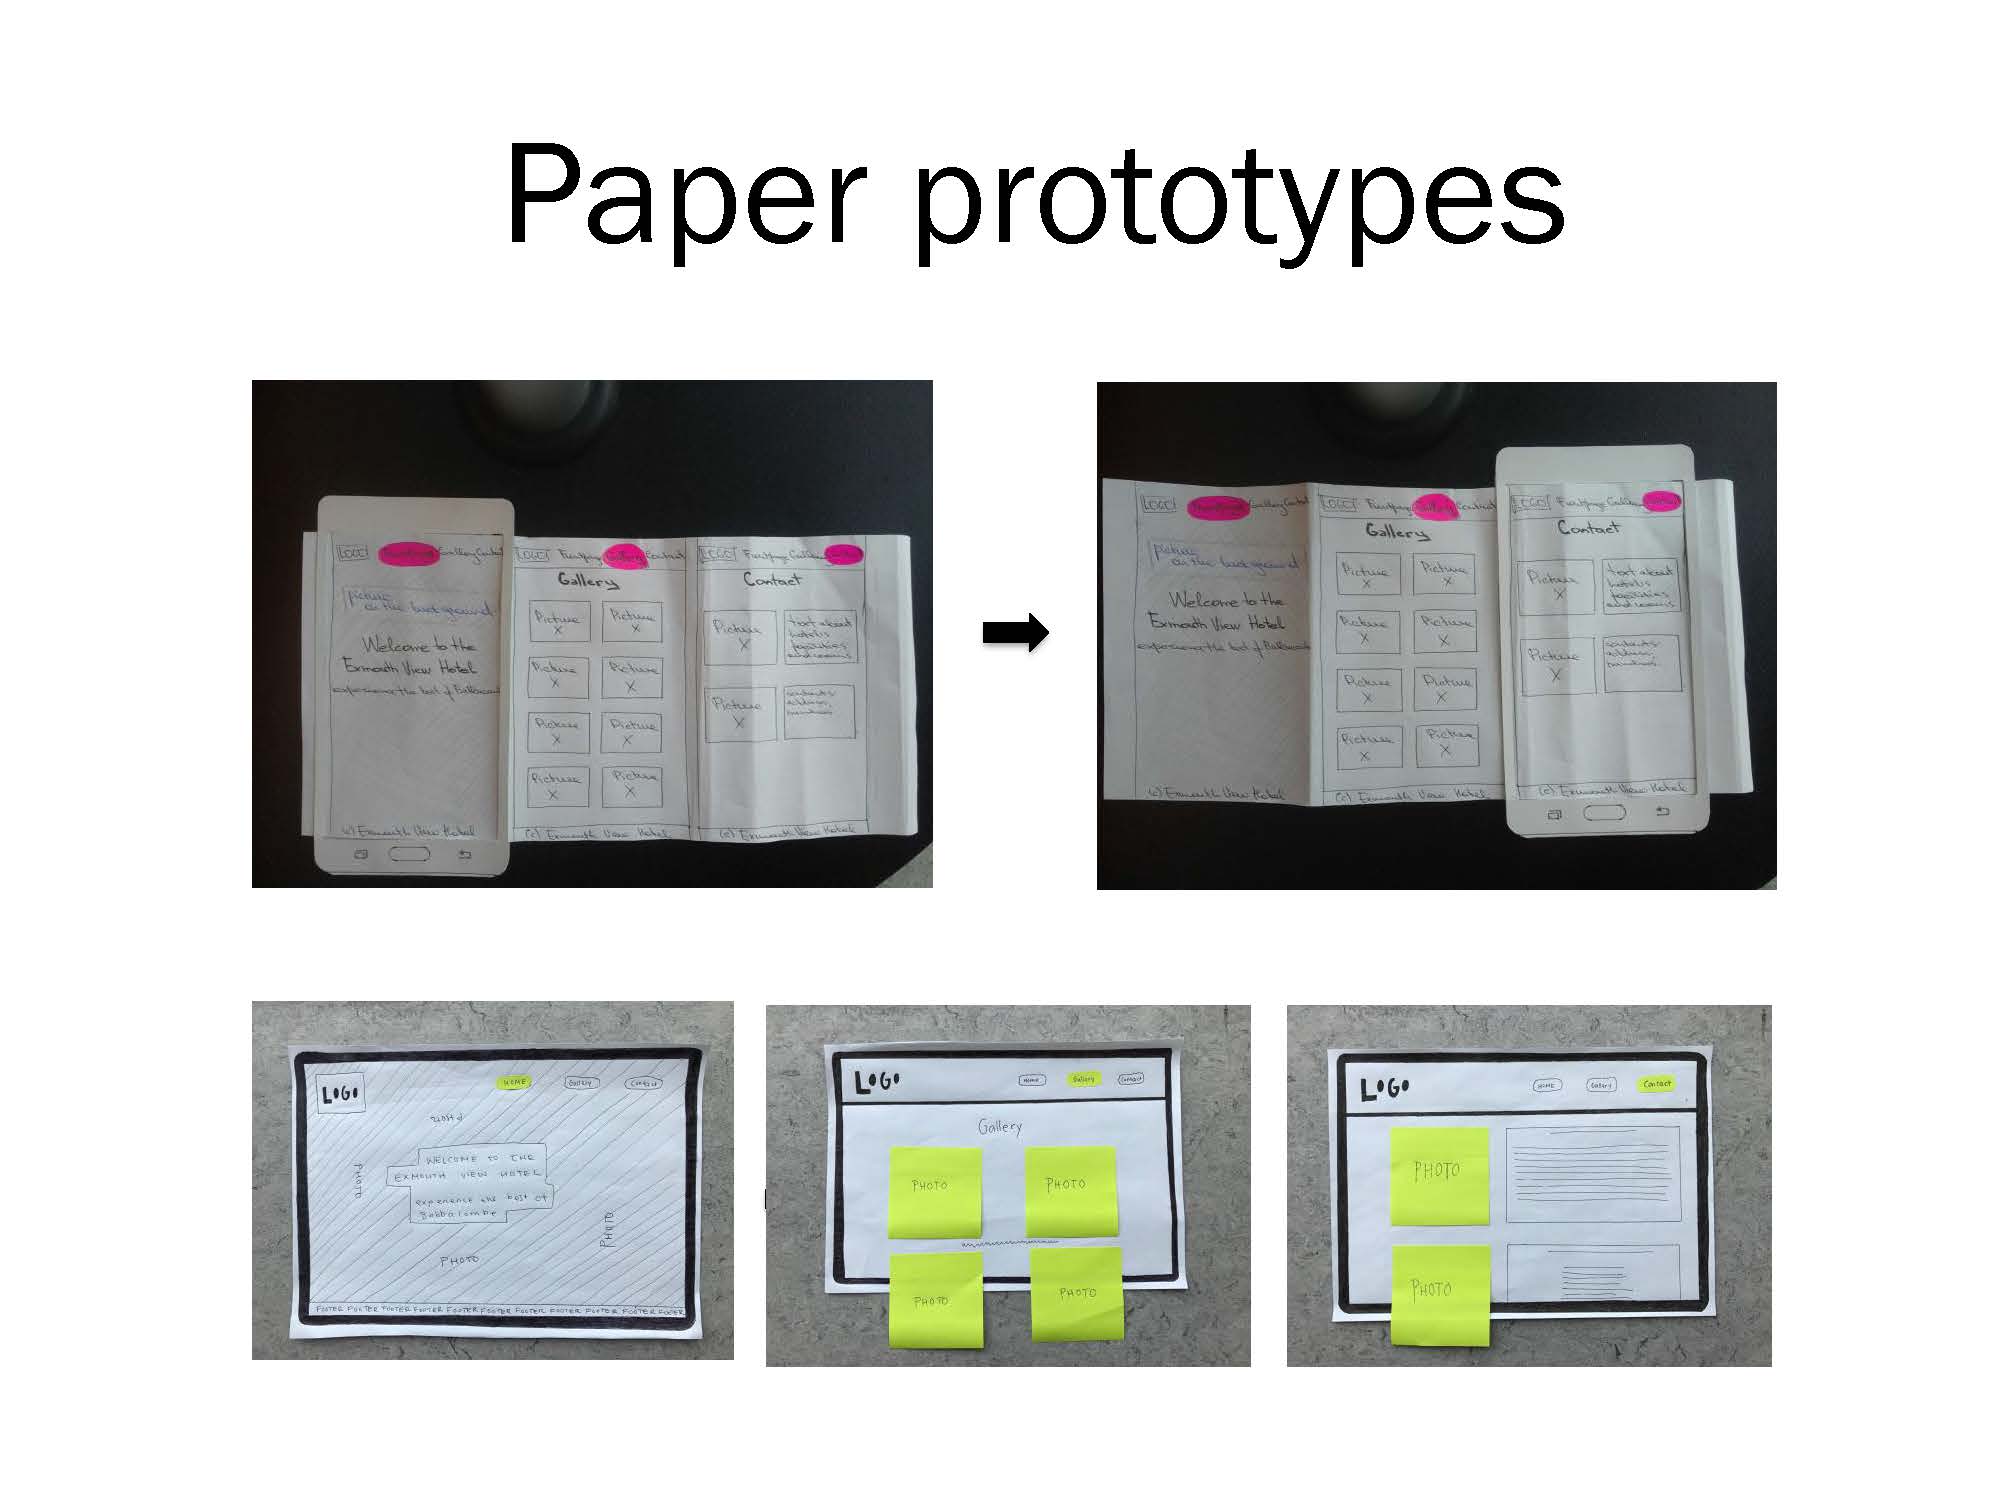 Paper prototypes
LOGO Frontpage Gallery Contact
picture
on the background
Welcome to the
Exmouth View Hotel
experience the best of
(c) Exmouth View Hotel
LOGO Frontpage Gallery Contact
Gallery
Picture X Picture X
Picture X Picture X
Picture X Picture X
Picture X Picture X
(c) Exmouth View Hotel
LOGO Frontpage Gallery Contact
Contact
Picture X
text about
hotel's
facilities
and rooms
Picture X
contacts
address,
numbers
(c) Exmouth View Hotel
LOGO Frontpage Gallery Contact
picture
on the background
Welcome to the
Exmouth View Hotel
experience the best of
(c) Exmouth View Hotel
LOGO Frontpage Gallery Contact
Gallery
Picture X Picture X
Picture X Picture X
Picture X Picture X
Picture X Picture X
(c) Exmouth View Hotel
LOGO Frontpage Gallery Contact
Contact
Picture X
text about
hotel's
facilities
and rooms
Picture X
contacts
address,
numbers
(c) Exmouth View Hotel
LOGO HOME Gallery Contact
PHOTO
PHOTO
WELCOME TO THE
EXMOUTH VIEW HOTEL
experience the best of
Babbacombe
PHOTO
PHOTO
FOOTER FOOTER FOOTER FOOTER FOOTER FOOTER FOOTER FOOTER FOOTER FOOTER FOOTER
LOGO HOME Gallery Contact
Gallery
PHOTO PHOTO
PHOTO PHOTO
LOGO HOME Gallery Contact
PHOTO
PHOTO